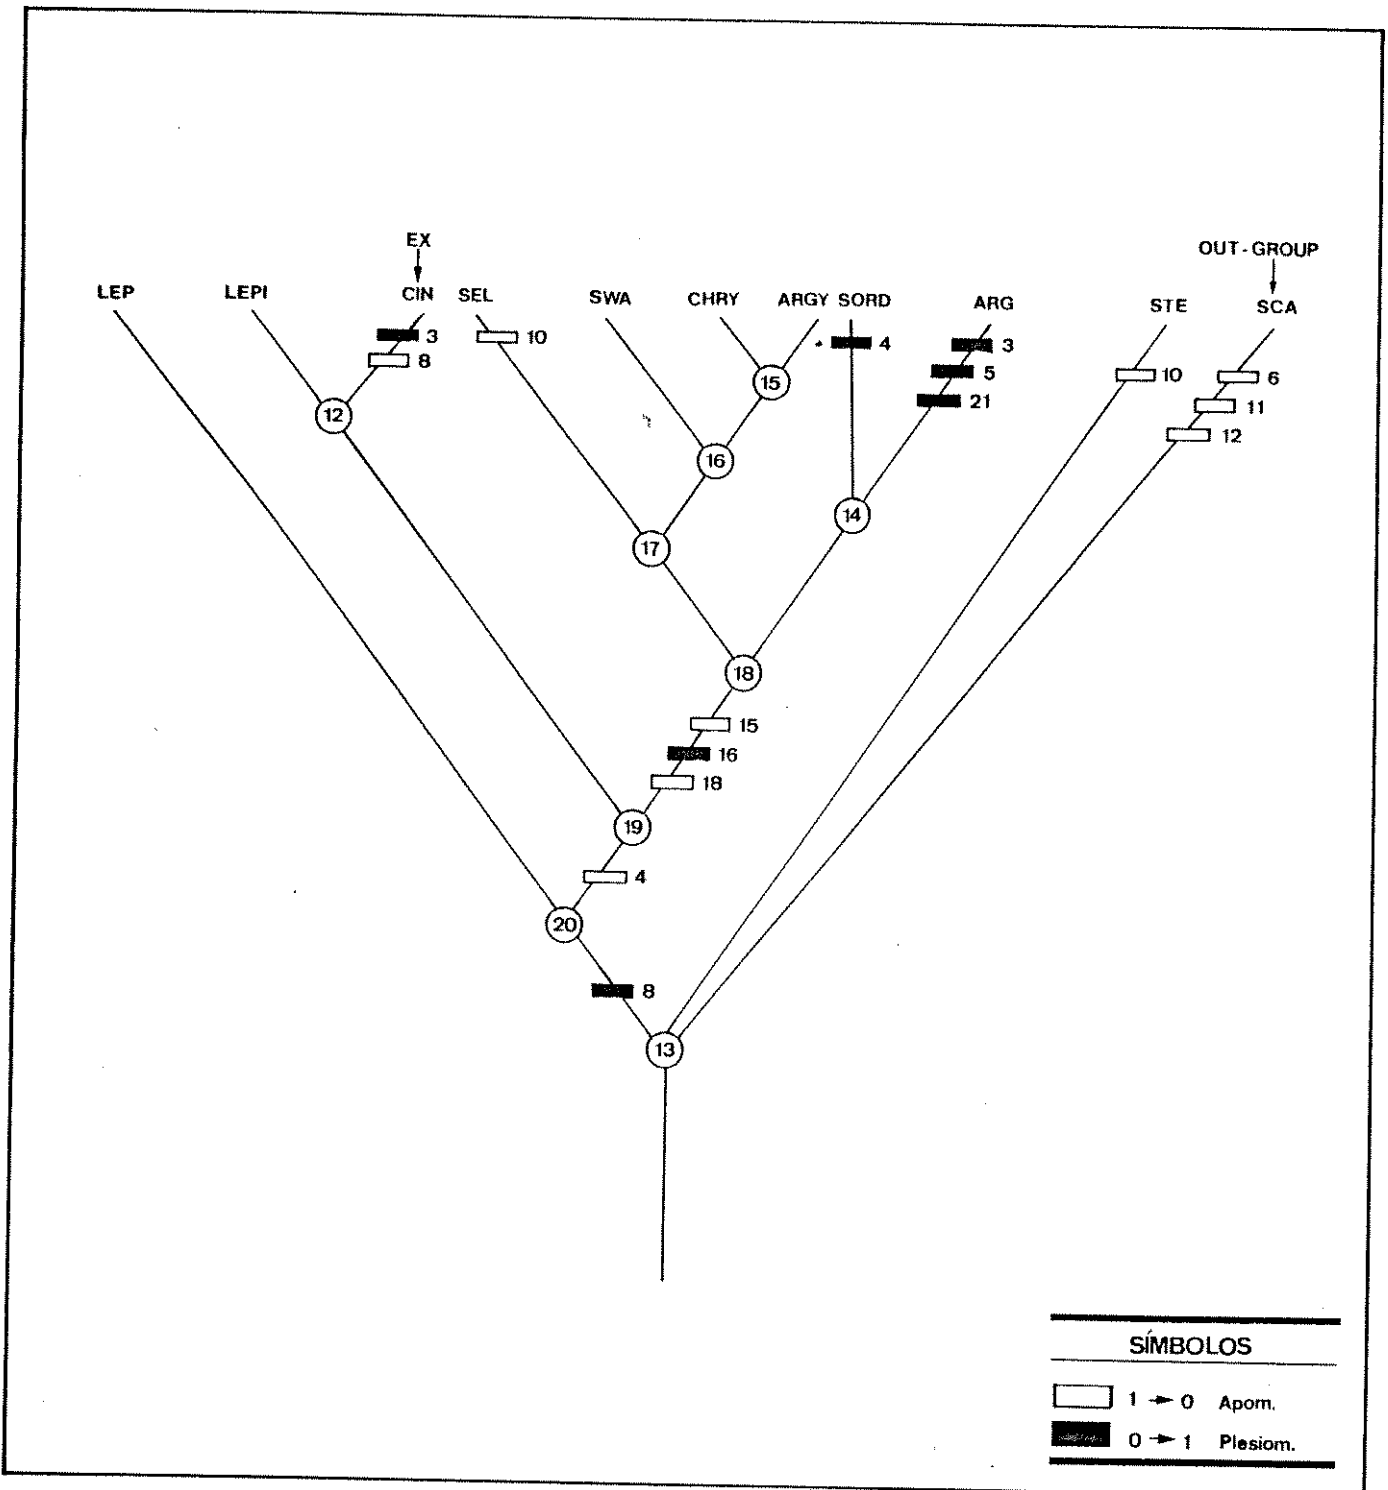 EX
OUT - GROUP
LEP LEPI CIN SEL SWA CHRY ARGY SORD ARG STE SCA
3 10 4 3
8 15 5 10 6
12 21 11
16 12
14
17
18
15
16
18
19
4
20
8
13
SÍMBOLOS
1 → 0 Apom.
0 → 1 Plesiom.